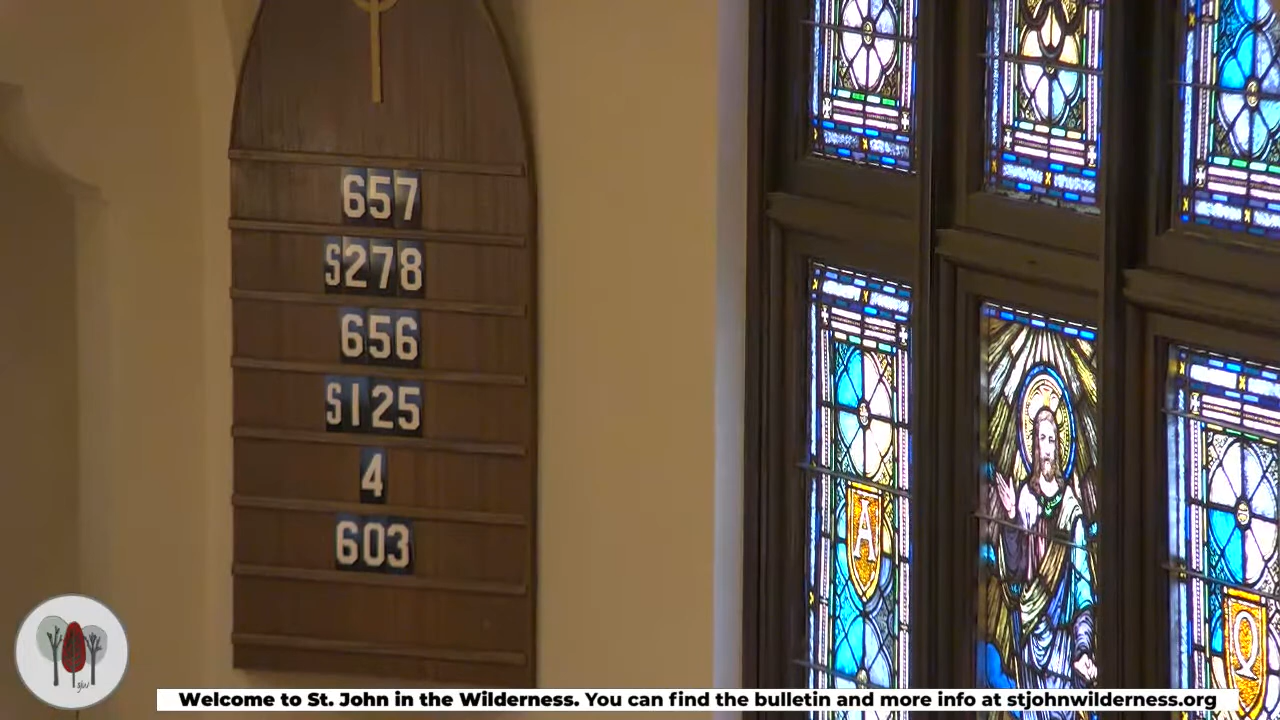 657
S278
656
S125
4
603
A
Ω
Welcome to St. John in the Wilderness. You can find the bulletin and more info at stjohnwilderness.org